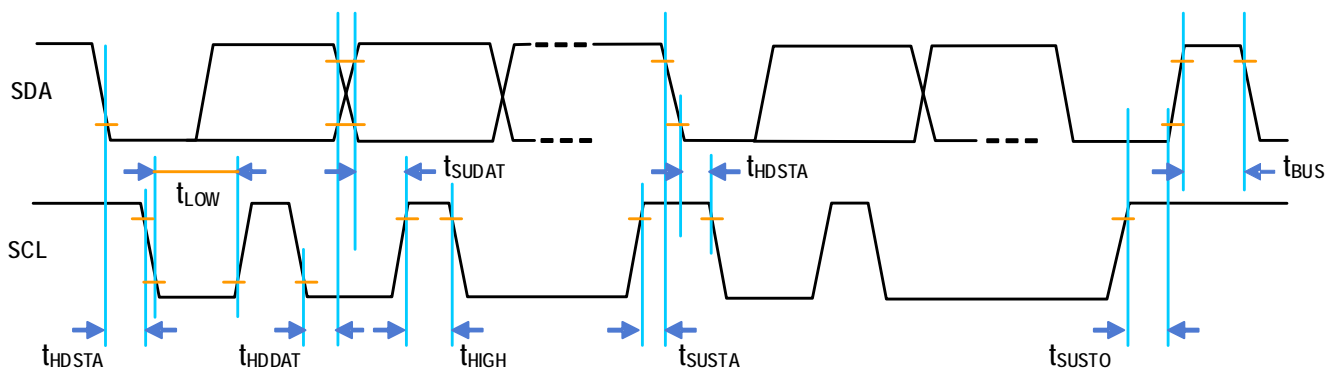 SDA
tSUDAT
tHDSTA
tBUS
tLOW
SCL
tHDSTA
tHDDAT
tHIGH
tSUSTA
tSUSTO